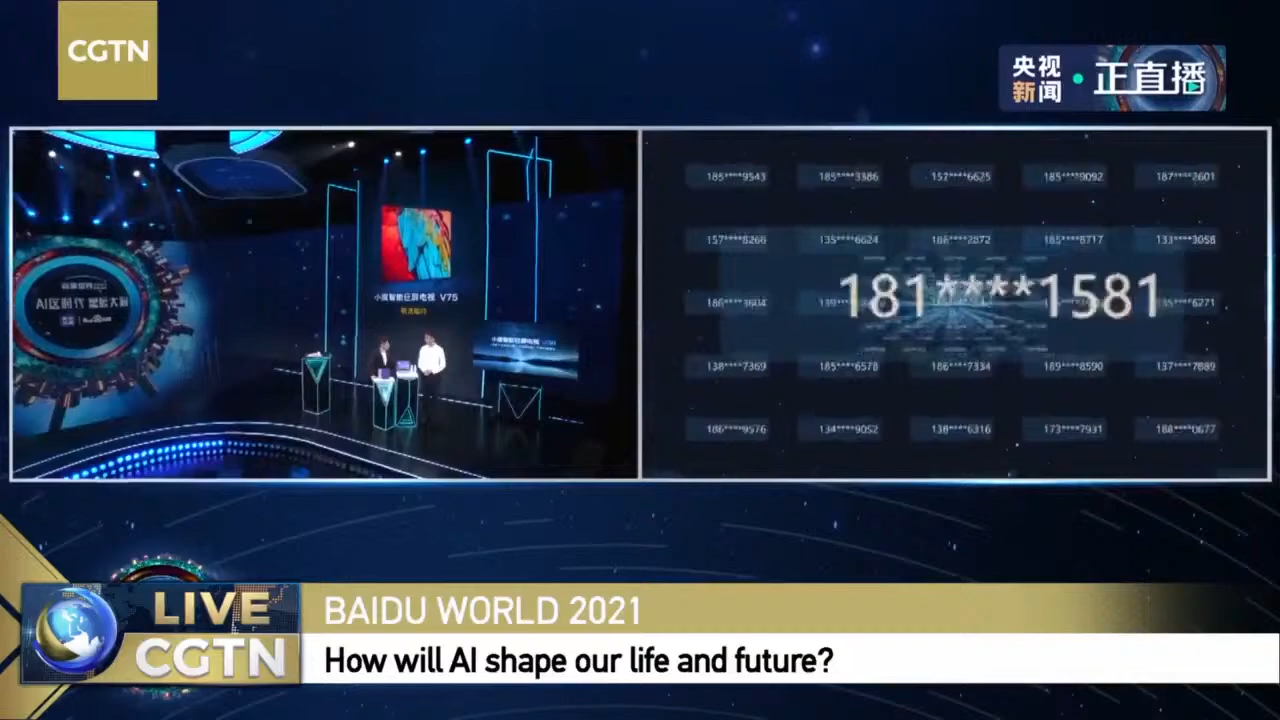 CGTN
央视
新闻
正直播
AI这时代 星辰大海
小度智能巨屏电视 V75
185****9543 185****3386 157****6625 185****9092 187****2601
157****8266 135****6624 186****2872 185****8717 133****3058
181****1581
138****7369 185****6578 186****7334 189****8590 137****7889
186****9576 134****9052 138****6316 173****7931 188****0677
LIVE
CGTN
BAIDU WORLD 2021
How will AI shape our life and future?